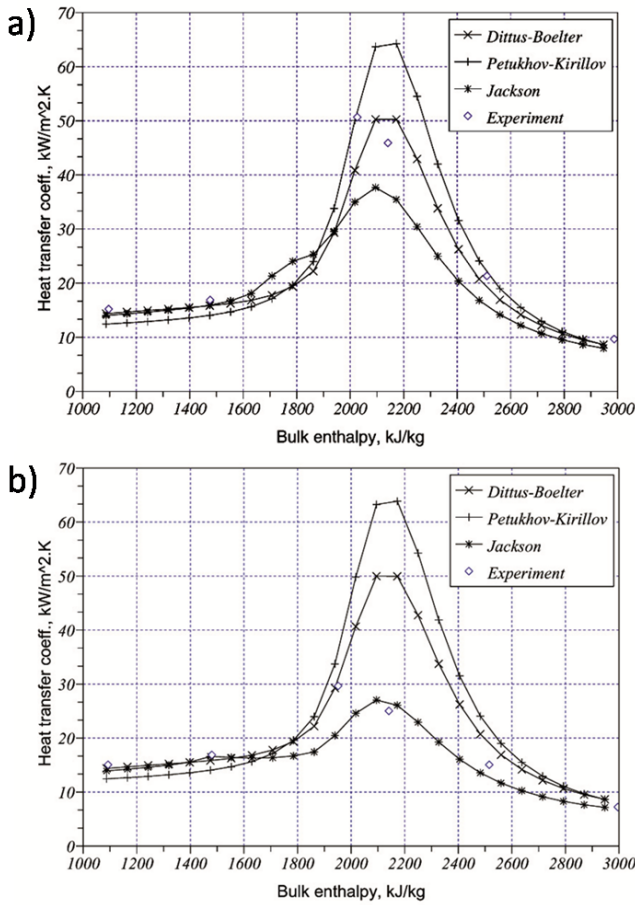 a)
70
60
50
40
30
20
10
0
Heat transfer coeff., kW/m^2.K
Dittus-Boelter
Petukhov-Kirillov
Jackson
Experiment
1000 1200 1400 1600 1800 2000 2200 2400 2600 2800 3000
Bulk enthalpy, kJ/kg
b)
70
60
50
40
30
20
10
0
Heat transfer coeff., kW/m^2.K
Dittus-Boelter
Petukhov-Kirillov
Jackson
Experiment
1000 1200 1400 1600 1800 2000 2200 2400 2600 2800 3000
Bulk enthalpy, kJ/kg